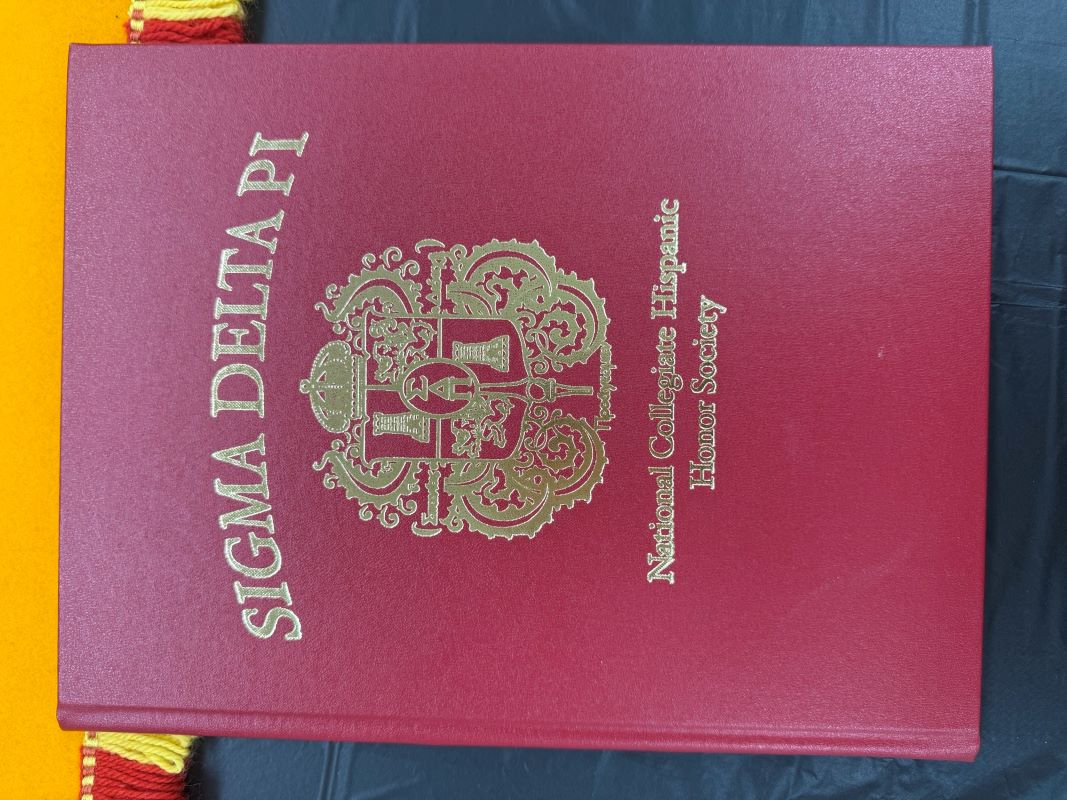 SIGMA DELTA PI
ΣΔΠ
National Collegiate Hispanic
Honor Society